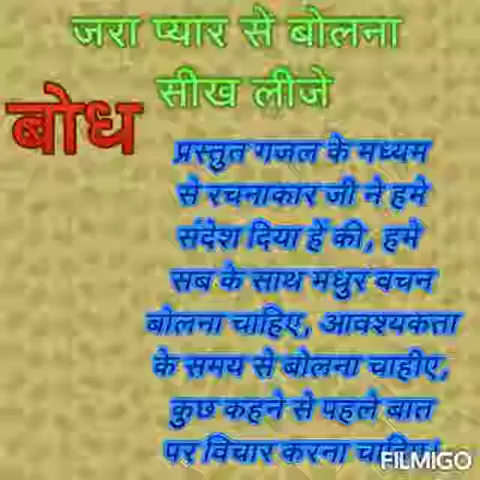 जरा प्यार सें बोलना
सीख लीजे
बोध
प्रस्तुत गजल के मध्यम
से रचनाकार जी ने हमे
संदेश दिया हें की, हमे
सब के साथ मधुर वचन
बोलना चाहिए, आवश्यकत्ता
के समय से बोलना चाहीए,
कुछ कहने से पहले बात
पर विचार करना चाहिए।
FILMIGO